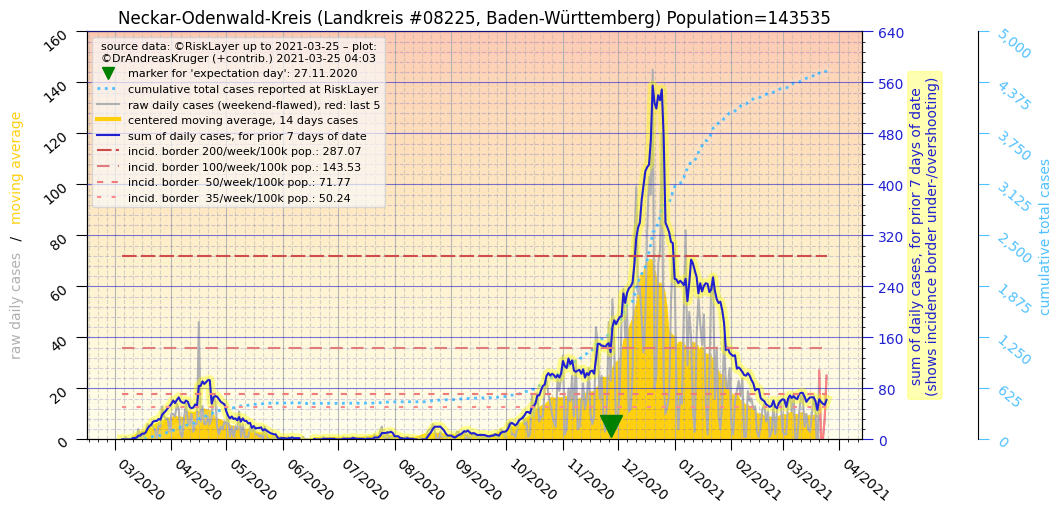 Neckar-Odenwald-Kreis (Landkreis #08225, Baden-Württemberg) Population=143535
source data: ©RiskLayer up to 2021-03-25 – plot:
©DrAndreasKruger (+contrib.) 2021-03-25 04:03
marker for 'expectation day': 27.11.2020
cumulative total cases reported at RiskLayer
raw daily cases (weekend-flawed), red: last 5
centered moving average, 14 days cases
sum of daily cases, for prior 7 days of date
incid. border 200/week/100k pop.: 287.07
incid. border 100/week/100k pop.: 143.53
incid. border 50/week/100k pop.: 71.77
incid. border 35/week/100k pop.: 50.24
raw daily cases / moving average
160
140
120
100
80
60
40
20
0
03/2020
04/2020
05/2020
06/2020
07/2020
08/2020
09/2020
10/2020
11/2020
12/2020
01/2021
02/2021
03/2021
04/2021
640
560
480
400
320
240
160
80
0
sum of daily cases, for prior 7 days of date
(shows incidence border under-/overshooting)
5,000
4,375
3,750
3,125
2,500
1,875
1,250
625
0
cumulative total cases